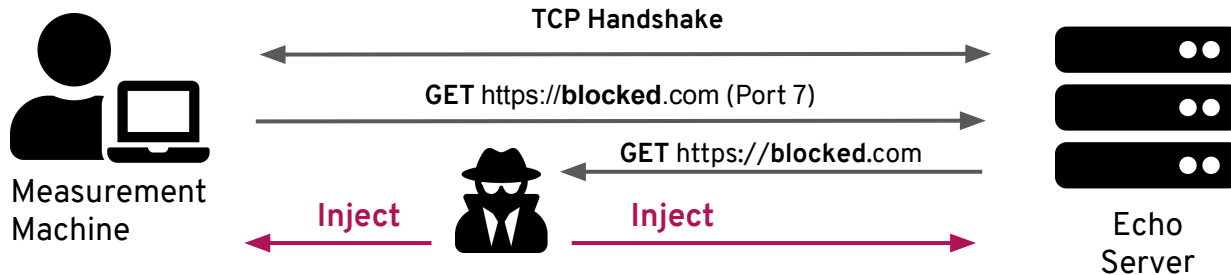 TCP Handshake
GET https://blocked.com (Port 7)
GET https://blocked.com
Measurement
Machine
Inject
Inject
Echo
Server